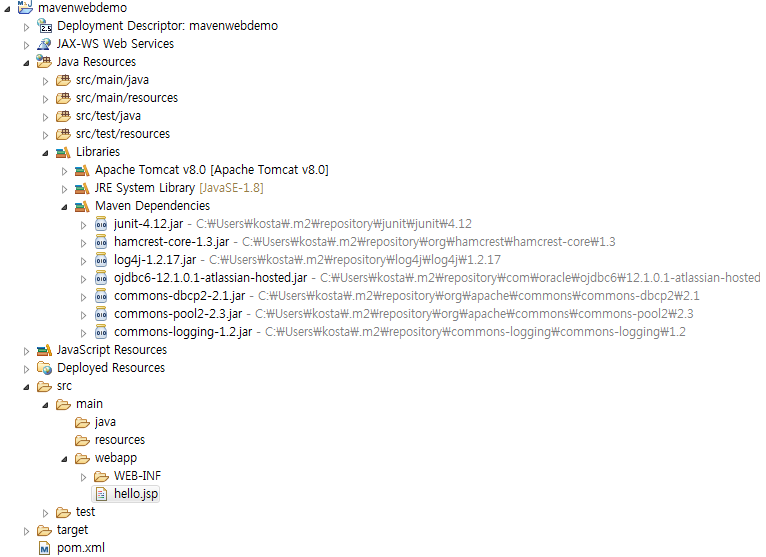 mavenwebdemo
Deployment Descriptor: mavenwebdemo
JAX-WS Web Services
Java Resources
src/main/java
src/main/resources
src/test/java
src/test/resources
Libraries
Apache Tomcat v8.0 [Apache Tomcat v8.0]
JRE System Library [JavaSE-1.8]
Maven Dependencies
junit-4.12.jar - C:₩Users₩kosta₩.m2₩repository₩junit₩junit₩4.12
hamcrest-core-1.3.jar - C:₩Users₩kosta₩.m2₩repository₩org₩hamcrest₩hamcrest-core₩1.3
log4j-1.2.17.jar - C:₩Users₩kosta₩.m2₩repository₩log4j₩log4j₩1.2.17
ojdbc6-12.1.0.1-atlassian-hosted.jar - C:₩Users₩kosta₩.m2₩repository₩com₩oracle₩ojdbc6₩12.1.0.1-atlassian-hosted
commons-dbcp2-2.1.jar - C:₩Users₩kosta₩.m2₩repository₩org₩apache₩commons₩commons-dbcp2₩2.1
commons-pool2-2.3.jar - C:₩Users₩kosta₩.m2₩repository₩org₩apache₩commons₩commons-pool2₩2.3
commons-logging-1.2.jar - C:₩Users₩kosta₩.m2₩repository₩commons-logging₩commons-logging₩1.2
JavaScript Resources
Deployed Resources
src
main
java
resources
webapp
WEB-INF
hello.jsp
test
target
pom.xml